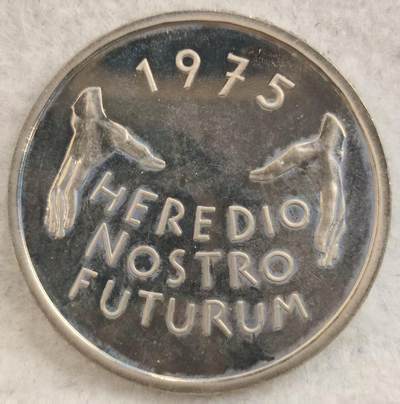 1975
HEREDIO
NOSTRO
FUTURUM